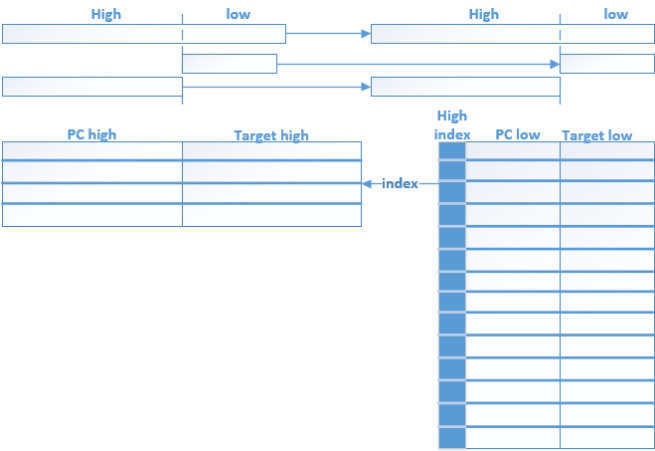 High low High low
High
PC high Target high index PC low Target low
index